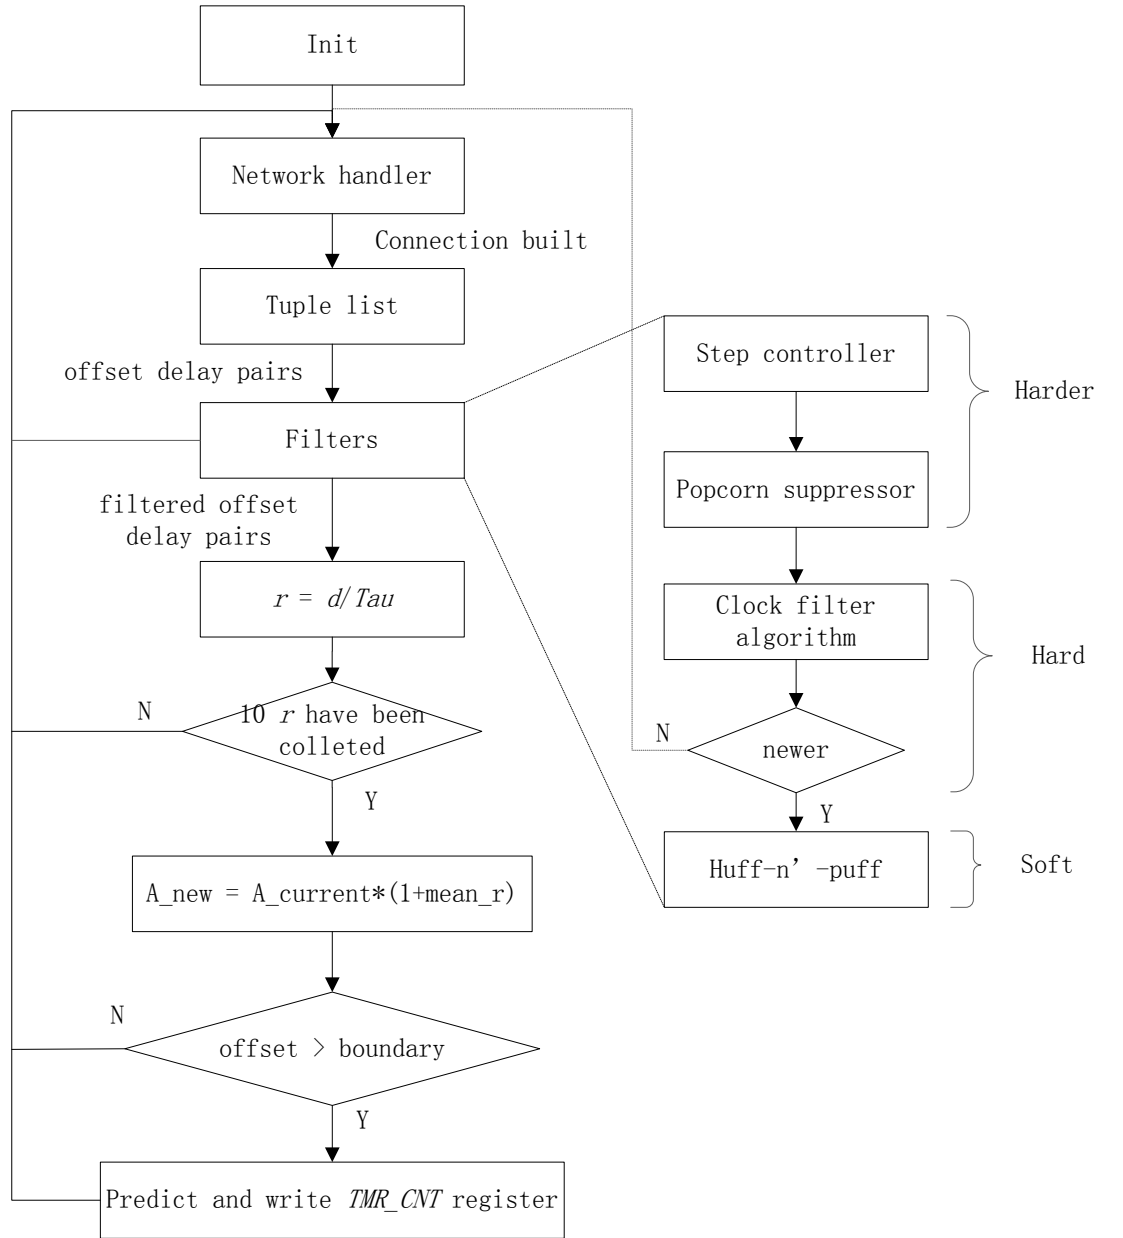 Init
Network handler
Connection built
Tuple list
offset delay pairs
Filters
filtered offset
delay pairs
r = d/Tau
10 r have been
colleted
N
Y
A_new = A_current*(1+mean_r)
offset > boundary
N
Y
Predict and write TMR_CNT register
Step controller
Popcorn suppressor
Harder
Clock filter
algorithm
newer
N
Y
Hard
Huff-n’-puff
Soft